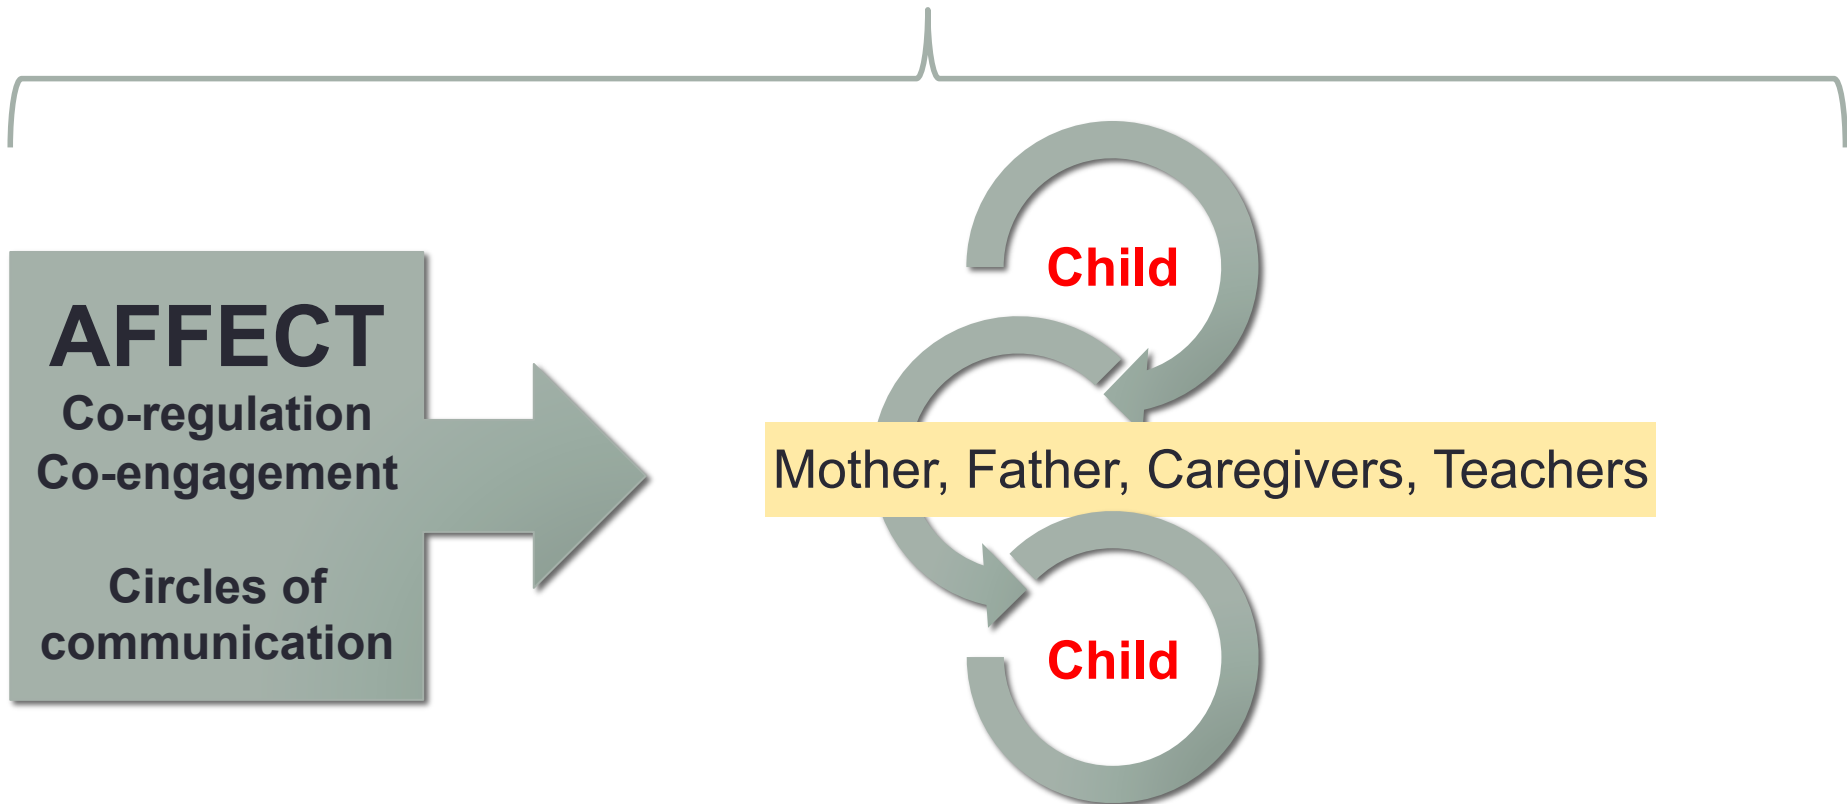 AFFECT
Co-regulation
Co-engagement
Circles of
communication
Child
Mother, Father, Caregivers, Teachers
Child